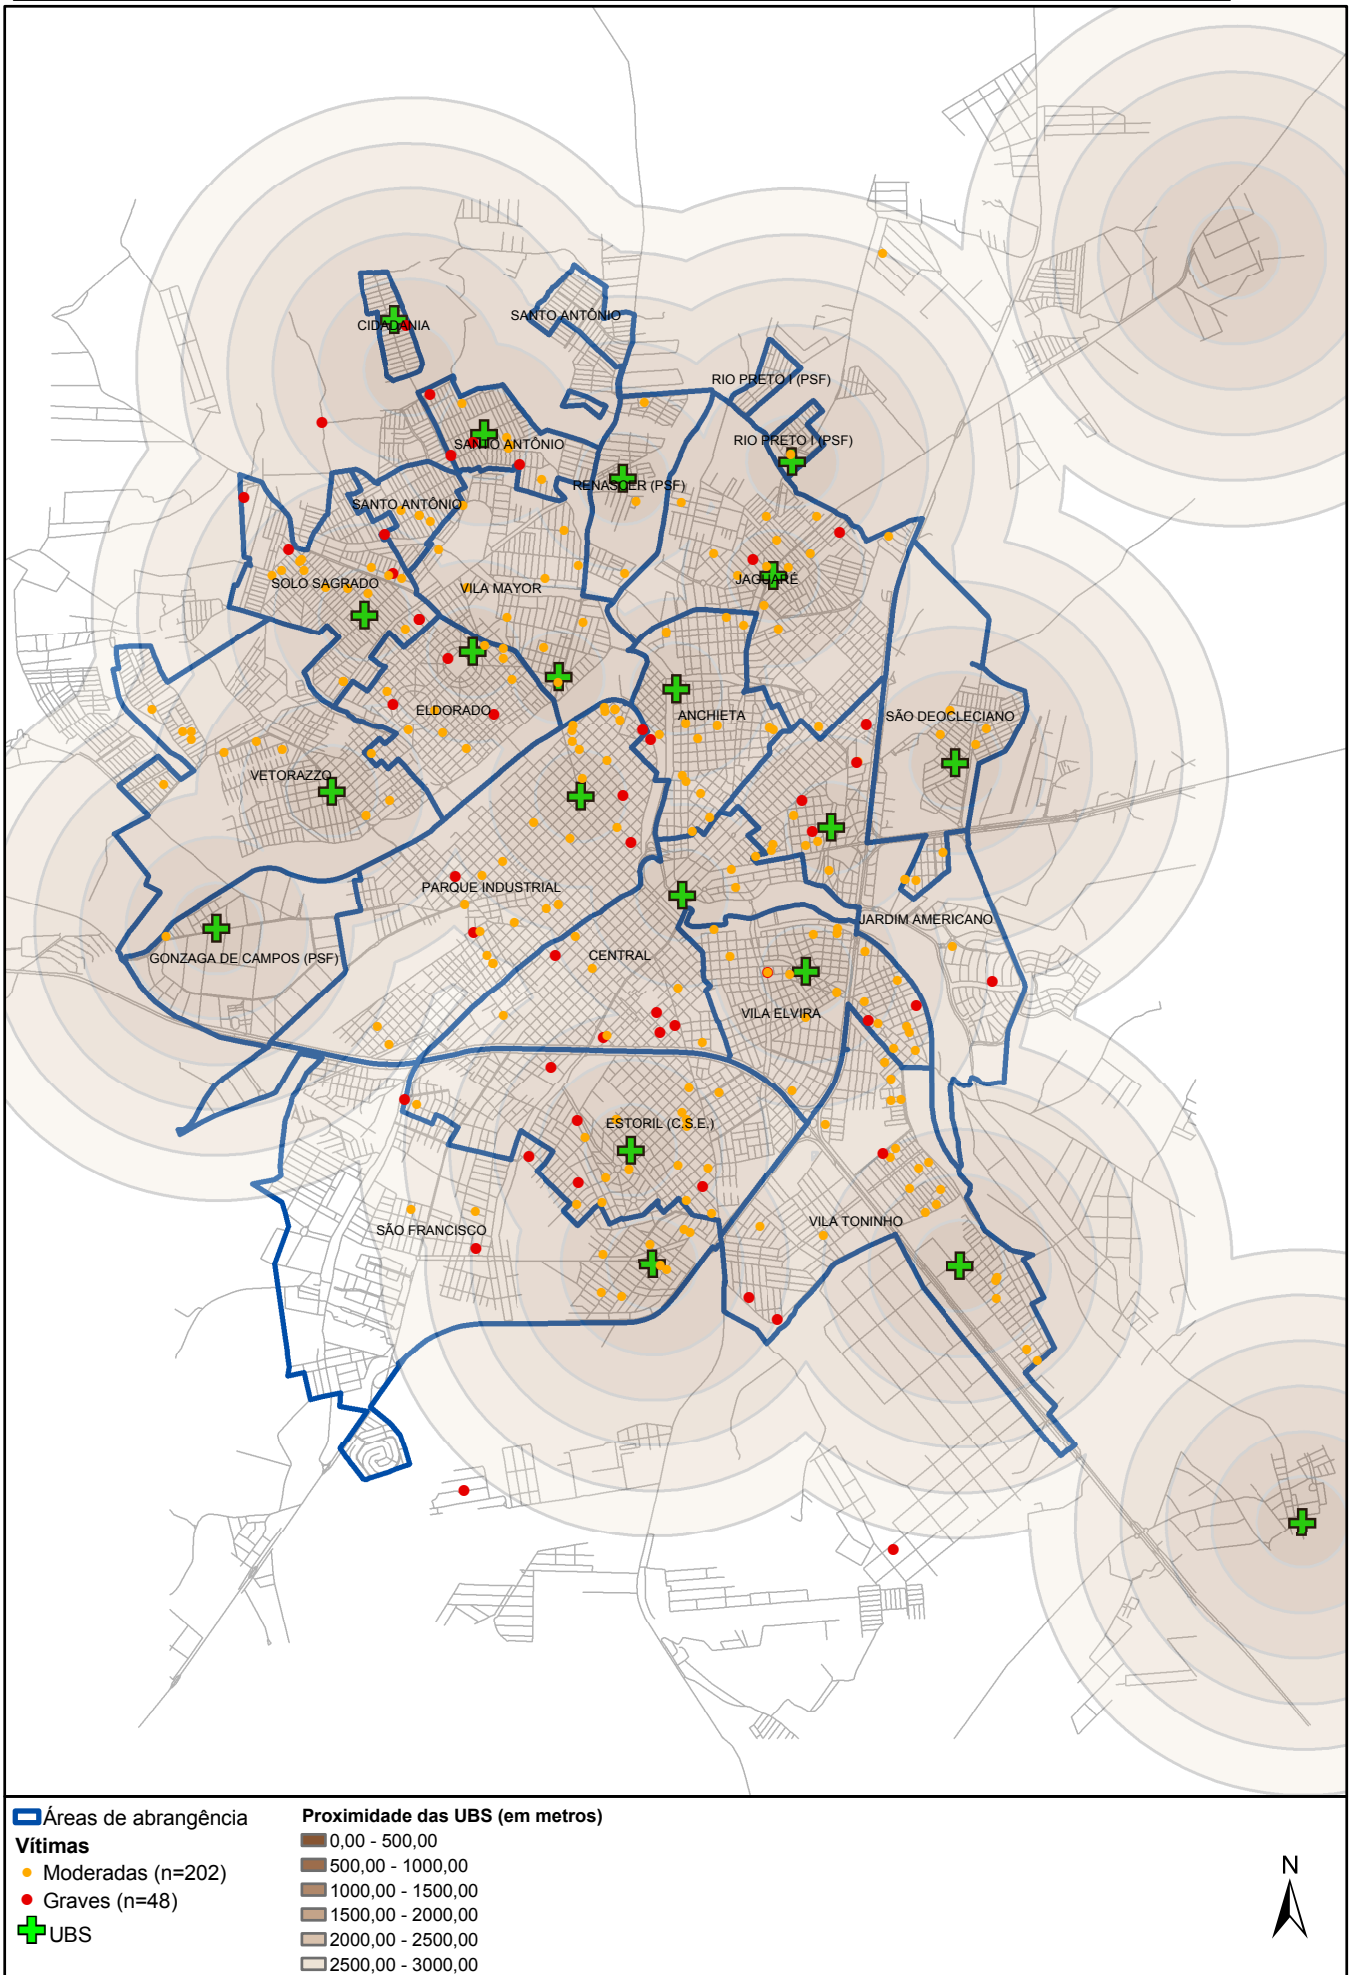 CIDADANIA
SANTO ANTÔNIO
RIO PRETO I (PSF)
RIO PRETO I (PSF)
SANTO ANTÔNIO
RENASCER (PSF)
SANTO ANTÔNIO
JAGUARÉ
SOLO SAGRADO
VILA MAYOR
ELDORADO
ANCHIETA
SÃO DEOCLECIANO
VETORAZZO
PARQUE INDUSTRIAL
JARDIM AMERICANO
GONZAGA DE CAMPOS (PSF)
CENTRAL
VILA ELVIRA
ESTORIL (C.S.E.)
SÃO FRANCISCO
VILA TONINHO
Áreas de abrangência
Vítimas
Moderadas (n=202)
Graves (n=48)
UBS
Proximidade das UBS (em metros)
0,00 - 500,00
500,00 - 1000,00
1000,00 - 1500,00
1500,00 - 2000,00
2000,00 - 2500,00
2500,00 - 3000,00
N